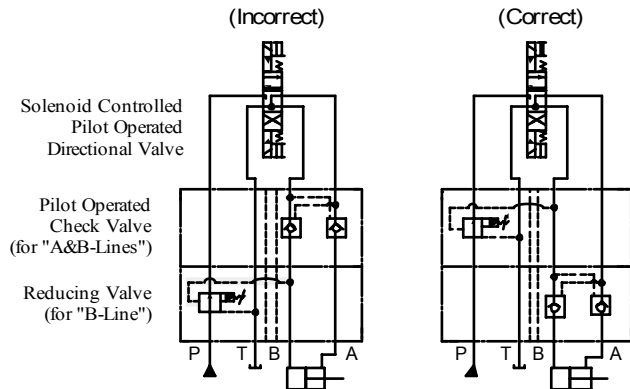 (Incorrect)
(Correct)
Solenoid Controlled
Pilot Operated
Directional Valve
Pilot Operated
Check Valve
(for "A&B-Lines")
Reducing Valve
(for "B-Line")
P T B A
P T B A